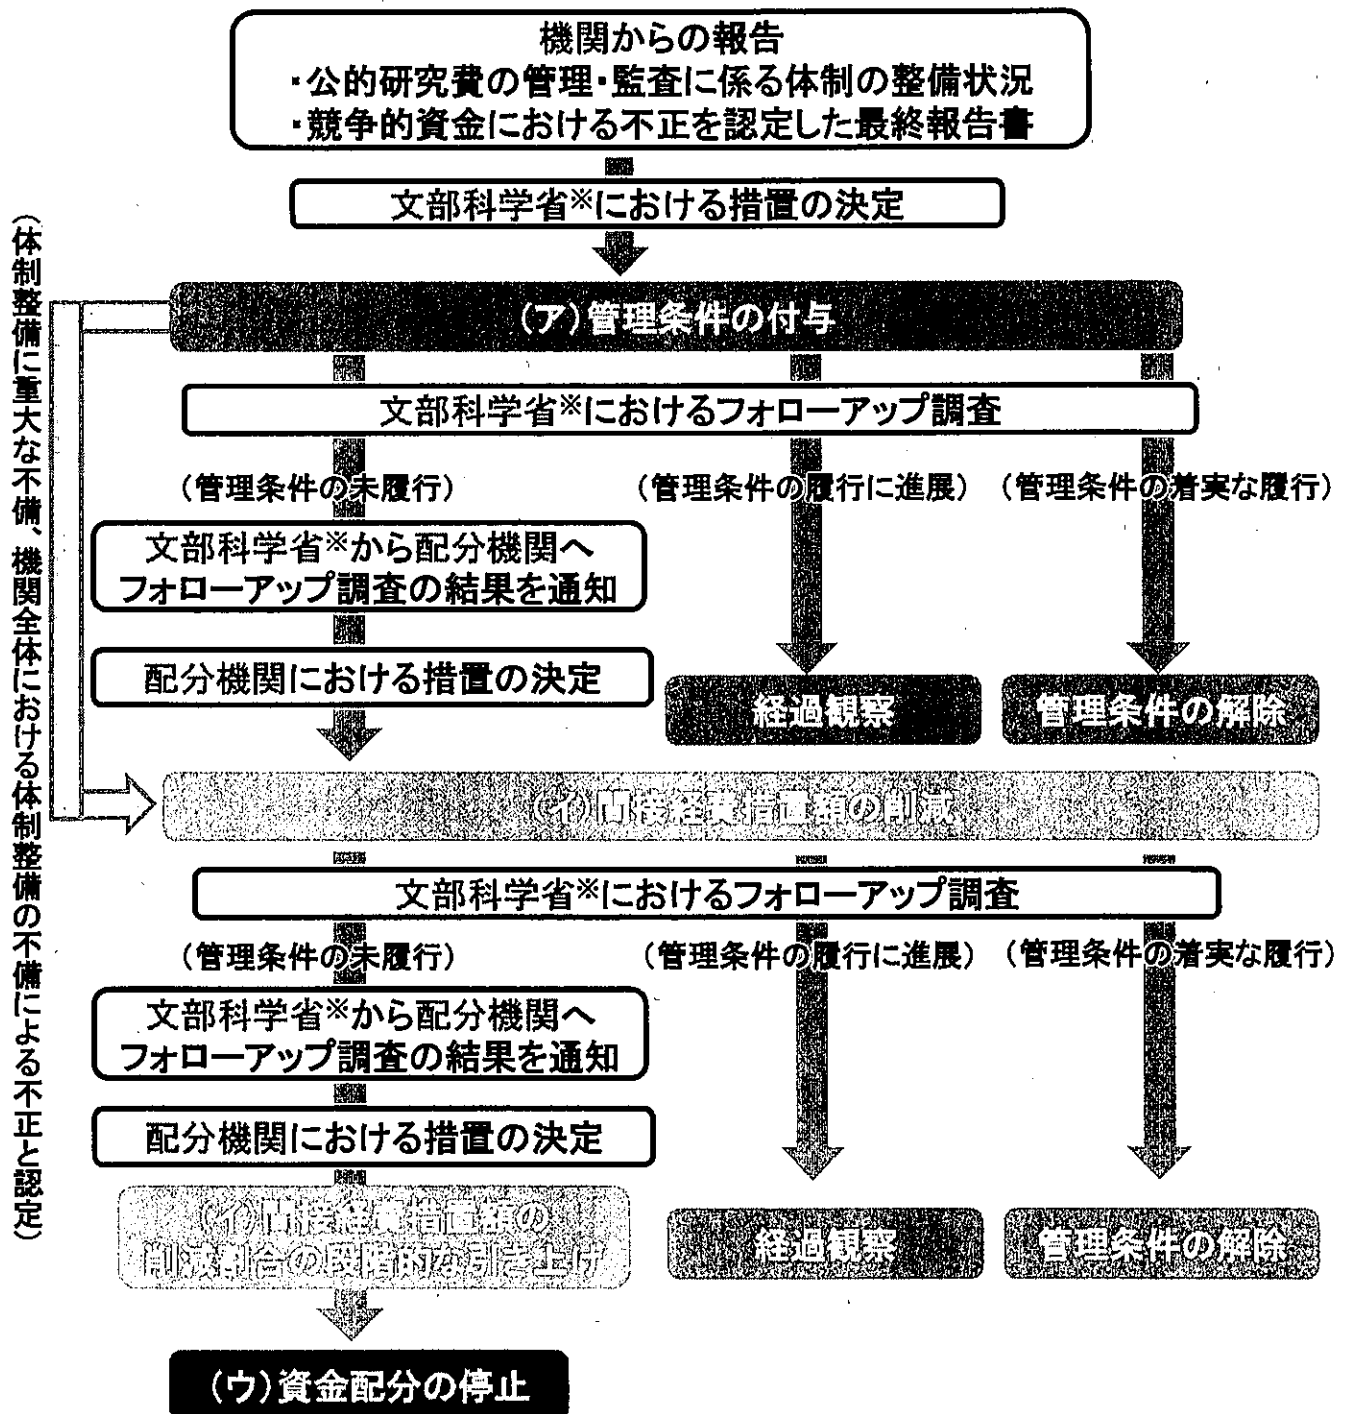 機関からの報告
・公的研究費の管理・監査に係る体制の整備状況
・競争的資金における不正を認定した最終報告書
文部科学省※における措置の決定
(ア)管理条件の付与
文部科学省※におけるフォローアップ調査
(管理条件の未履行)
(管理条件の履行に進展)
(管理条件の着実な履行)
文部科学省※から配分機関へ
フォローアップ調査の結果を通知
配分機関における措置の決定
経過観察
管理条件の解除
(体制整備に重大な不備、機関全体における体制整備の不備による不正と認定)
(イ)間接経費措置額の削減
文部科学省※におけるフォローアップ調査
(管理条件の未履行)
(管理条件の履行に進展)
(管理条件の着実な履行)
文部科学省※から配分機関へ
フォローアップ調査の結果を通知
配分機関における措置の決定
(イ)間接経費措置額の
削減割合の段階的な引き上げ
経過観察
管理条件の解除
(ウ)資金配分の停止